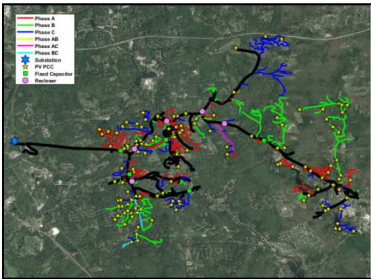 Phase A
Phase B
Phase C
Phase AB
Phase AC
Phase BC
Substation
PV PCC
Fixed Capacitor
Recloser